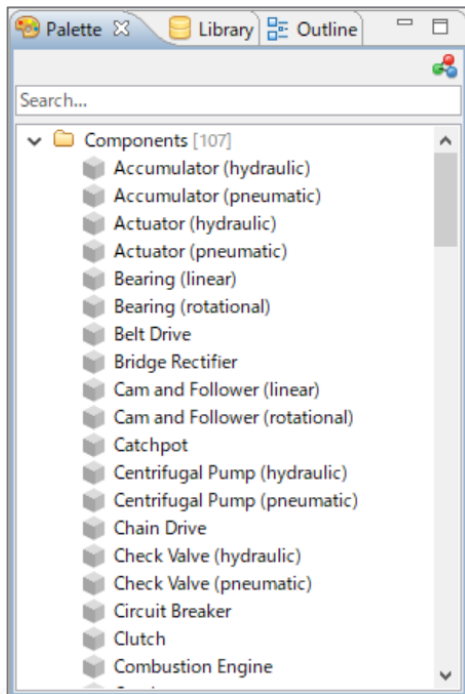 Palette Library Outline
Search...
Components [107]
Accumulator (hydraulic)
Accumulator (pneumatic)
Actuator (hydraulic)
Actuator (pneumatic)
Bearing (linear)
Bearing (rotational)
Belt Drive
Bridge Rectifier
Cam and Follower (linear)
Cam and Follower (rotational)
Catchpot
Centrifugal Pump (hydraulic)
Centrifugal Pump (pneumatic)
Chain Drive
Check Valve (hydraulic)
Check Valve (pneumatic)
Circuit Breaker
Clutch
Combustion Engine